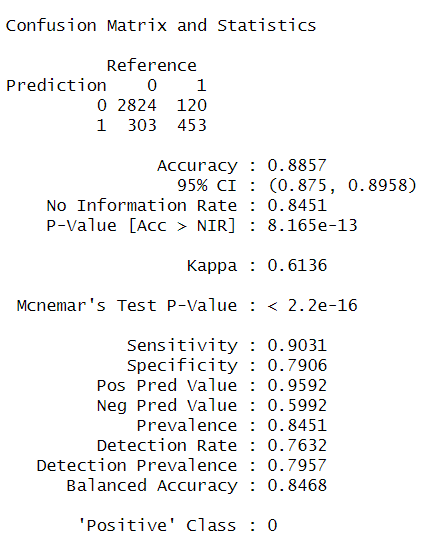 Confusion Matrix and Statistics
Reference
Prediction 0 1
0 2824 120
1 303 453
Accuracy : 0.8857
95% CI : (0.875, 0.8958)
No Information Rate : 0.8451
P-Value [Acc > NIR] : 8.165e-13
Kappa : 0.6136
Mcnemar's Test P-Value : < 2.2e-16
Sensitivity : 0.9031
Specificity : 0.7906
Pos Pred Value : 0.9592
Neg Pred Value : 0.5992
Prevalence : 0.8451
Detection Rate : 0.7632
Detection Prevalence : 0.7957
Balanced Accuracy : 0.8468
'Positive' Class : 0